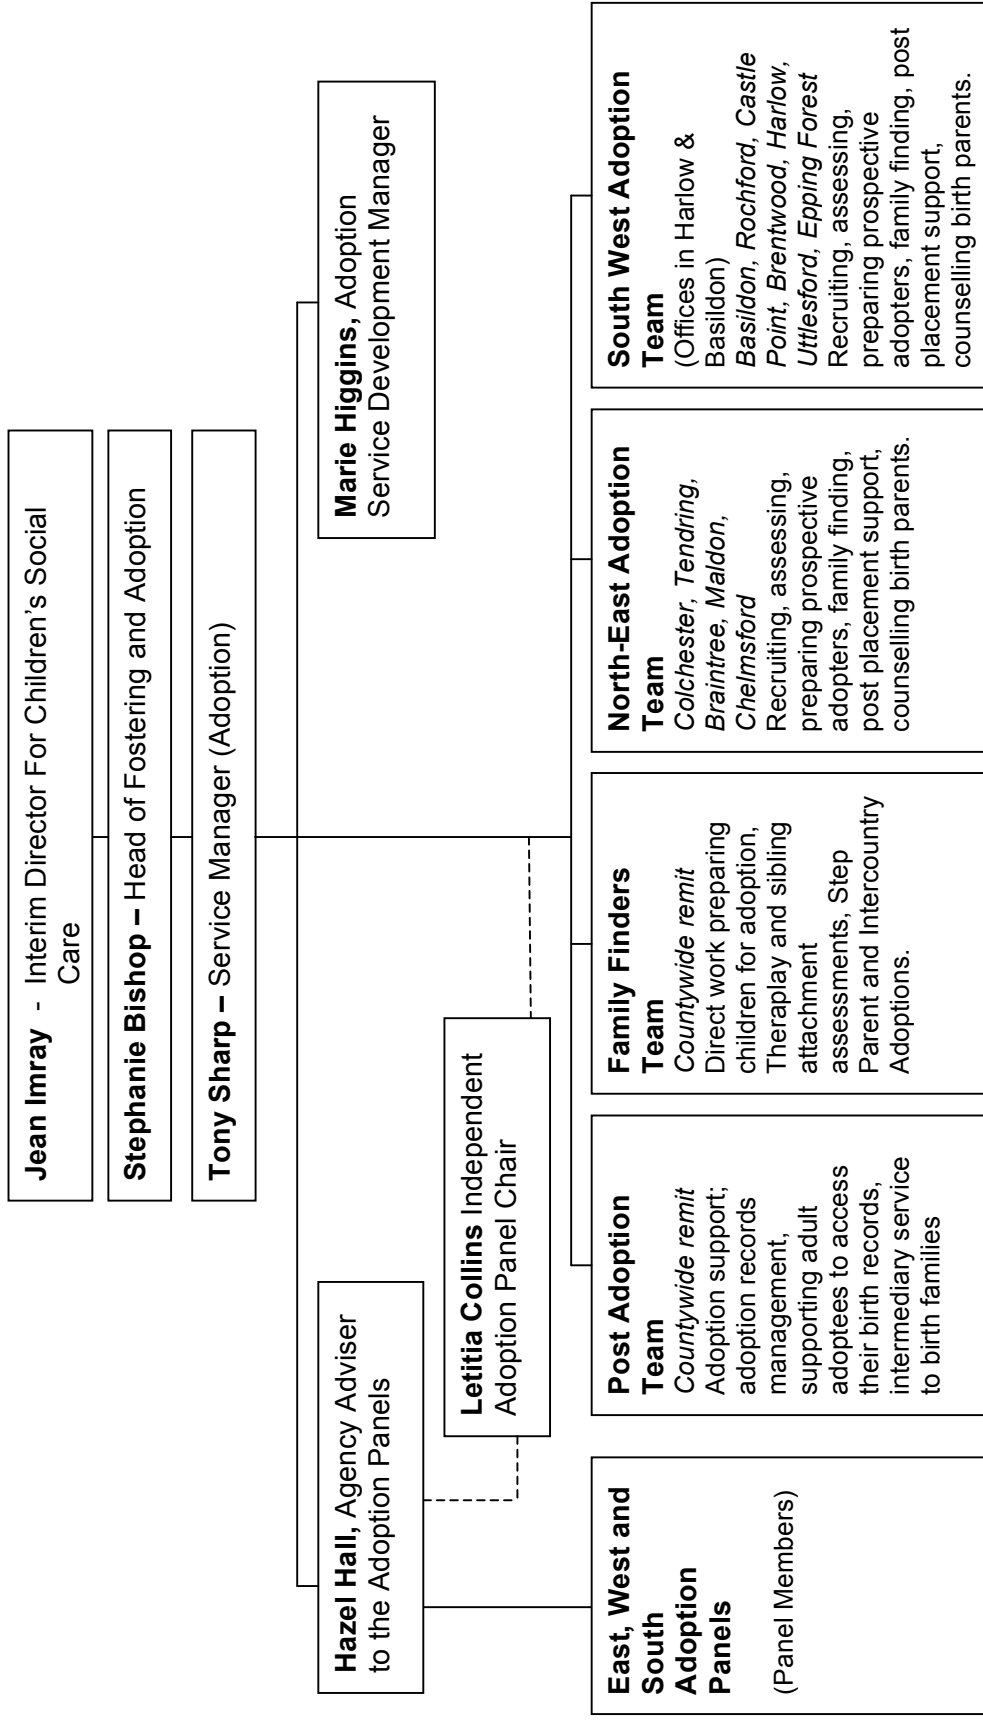 Jean Imray - Interim Director For Children's Social
Care
Stephanie Bishop – Head of Fostering and Adoption
Tony Sharp – Service Manager (Adoption)
Hazel Hall, Agency Adviser
to the Adoption Panels
Marie Higgins, Adoption
Service Development Manager
Letitia Collins Independent
Adoption Panel Chair
East, West and
South
Adoption
Panels
(Panel Members)
Post Adoption
Team
Countywide remit
Adoption support;
adoption records
management,
supporting adult
adoptees to access
their birth records,
intermediary service
to birth families
Family Finders
Team
Countywide remit
Direct work preparing
children for adoption,
Theraplay and sibling
attachment
assessments, Step
Parent and Intercountry
Adoptions.
North-East Adoption
Team
Colchester, Tendring,
Braintree, Maldon,
Chelmsford
Recruiting, assessing,
preparing prospective
adopters, family finding,
post placement support,
counselling birth parents.
South West Adoption
Team
(Offices in Harlow &
Basildon)
Basildon, Rochford, Castle
Point, Brentwood, Harlow,
Uttlesford, Epping Forest
Recruiting, assessing,
preparing prospective
adopters, family finding, post
placement support,
counselling birth parents.